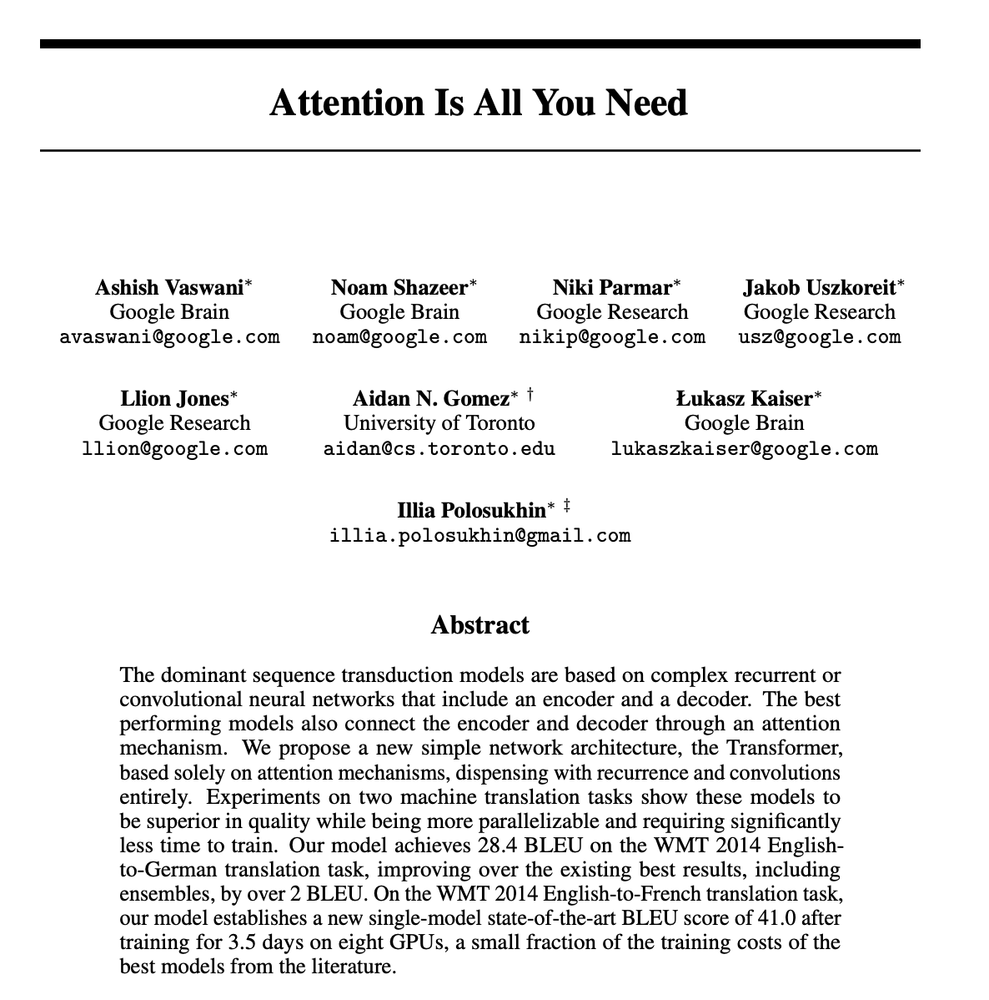 Attention Is All You Need
Ashish Vaswani* Noam Shazeer* Niki Parmar* Jakob Uszkoreit*
Google Brain Google Brain Google Research Google Research
avaswani@google.com noam@google.com nikip@google.com usz@google.com
Llion Jones* Aidan N. Gomez* † Łukasz Kaiser*
Google Research University of Toronto Google Brain
llion@google.com aidan@cs.toronto.edu lukaszkaiser@google.com
Illia Polosukhin* ‡
illia.polosukhin@gmail.com
Abstract
The dominant sequence transduction models are based on complex recurrent or
convolutional neural networks that include an encoder and a decoder. The best
performing models also connect the encoder and decoder through an attention
mechanism. We propose a new simple network architecture, the Transformer,
based solely on attention mechanisms, dispensing with recurrence and convolutions
entirely. Experiments on two machine translation tasks show these models to
be superior in quality while being more parallelizable and requiring significantly
less time to train. Our model achieves 28.4 BLEU on the WMT 2014 English-
to-German translation task, improving over the existing best results, including
ensembles, by over 2 BLEU. On the WMT 2014 English-to-French translation task,
our model establishes a new single-model state-of-the-art BLEU score of 41.0 after
training for 3.5 days on eight GPUs, a small fraction of the training costs of the
best models from the literature.